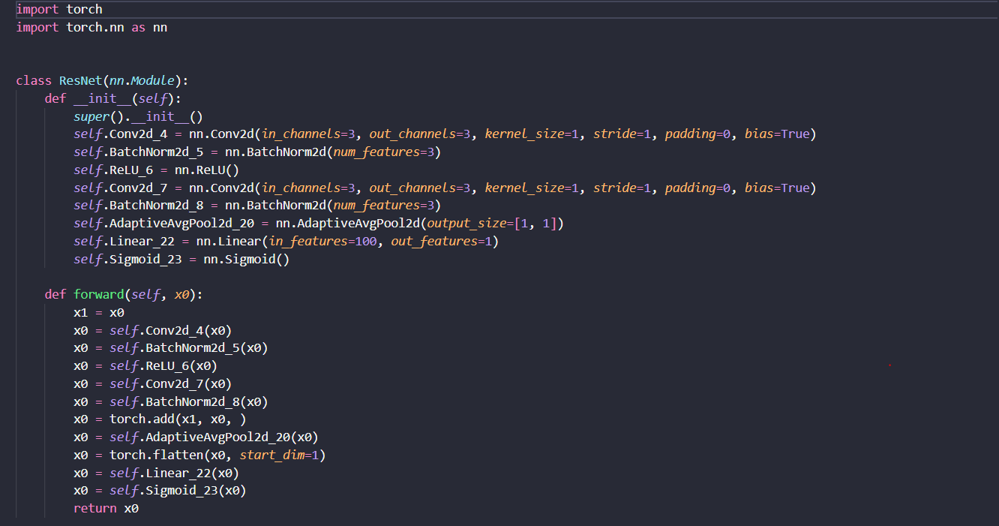 import torch
import torch.nn as nn
class ResNet(nn.Module):
def __init__(self):
super().__init__()
self.Conv2d_4 = nn.Conv2d(in_channels=3, out_channels=3, kernel_size=1, stride=1, padding=0, bias=True)
self.BatchNorm2d_5 = nn.BatchNorm2d(num_features=3)
self.ReLU_6 = nn.ReLU()
self.Conv2d_7 = nn.Conv2d(in_channels=3, out_channels=3, kernel_size=1, stride=1, padding=0, bias=True)
self.BatchNorm2d_8 = nn.BatchNorm2d(num_features=3)
self.AdaptiveAvgPool2d_20 = nn.AdaptiveAvgPool2d(output_size=[1, 1])
self.Linear_22 = nn.Linear(in_features=100, out_features=1)
self.Sigmoid_23 = nn.Sigmoid()
def forward(self, x0):
x1 = x0
x0 = self.Conv2d_4(x0)
x0 = self.BatchNorm2d_5(x0)
x0 = self.ReLU_6(x0)
x0 = self.Conv2d_7(x0)
x0 = self.BatchNorm2d_8(x0)
x0 = torch.add(x1, x0, )
x0 = self.AdaptiveAvgPool2d_20(x0)
x0 = torch.flatten(x0, start_dim=1)
x0 = self.Linear_22(x0)
x0 = self.Sigmoid_23(x0)
return x0